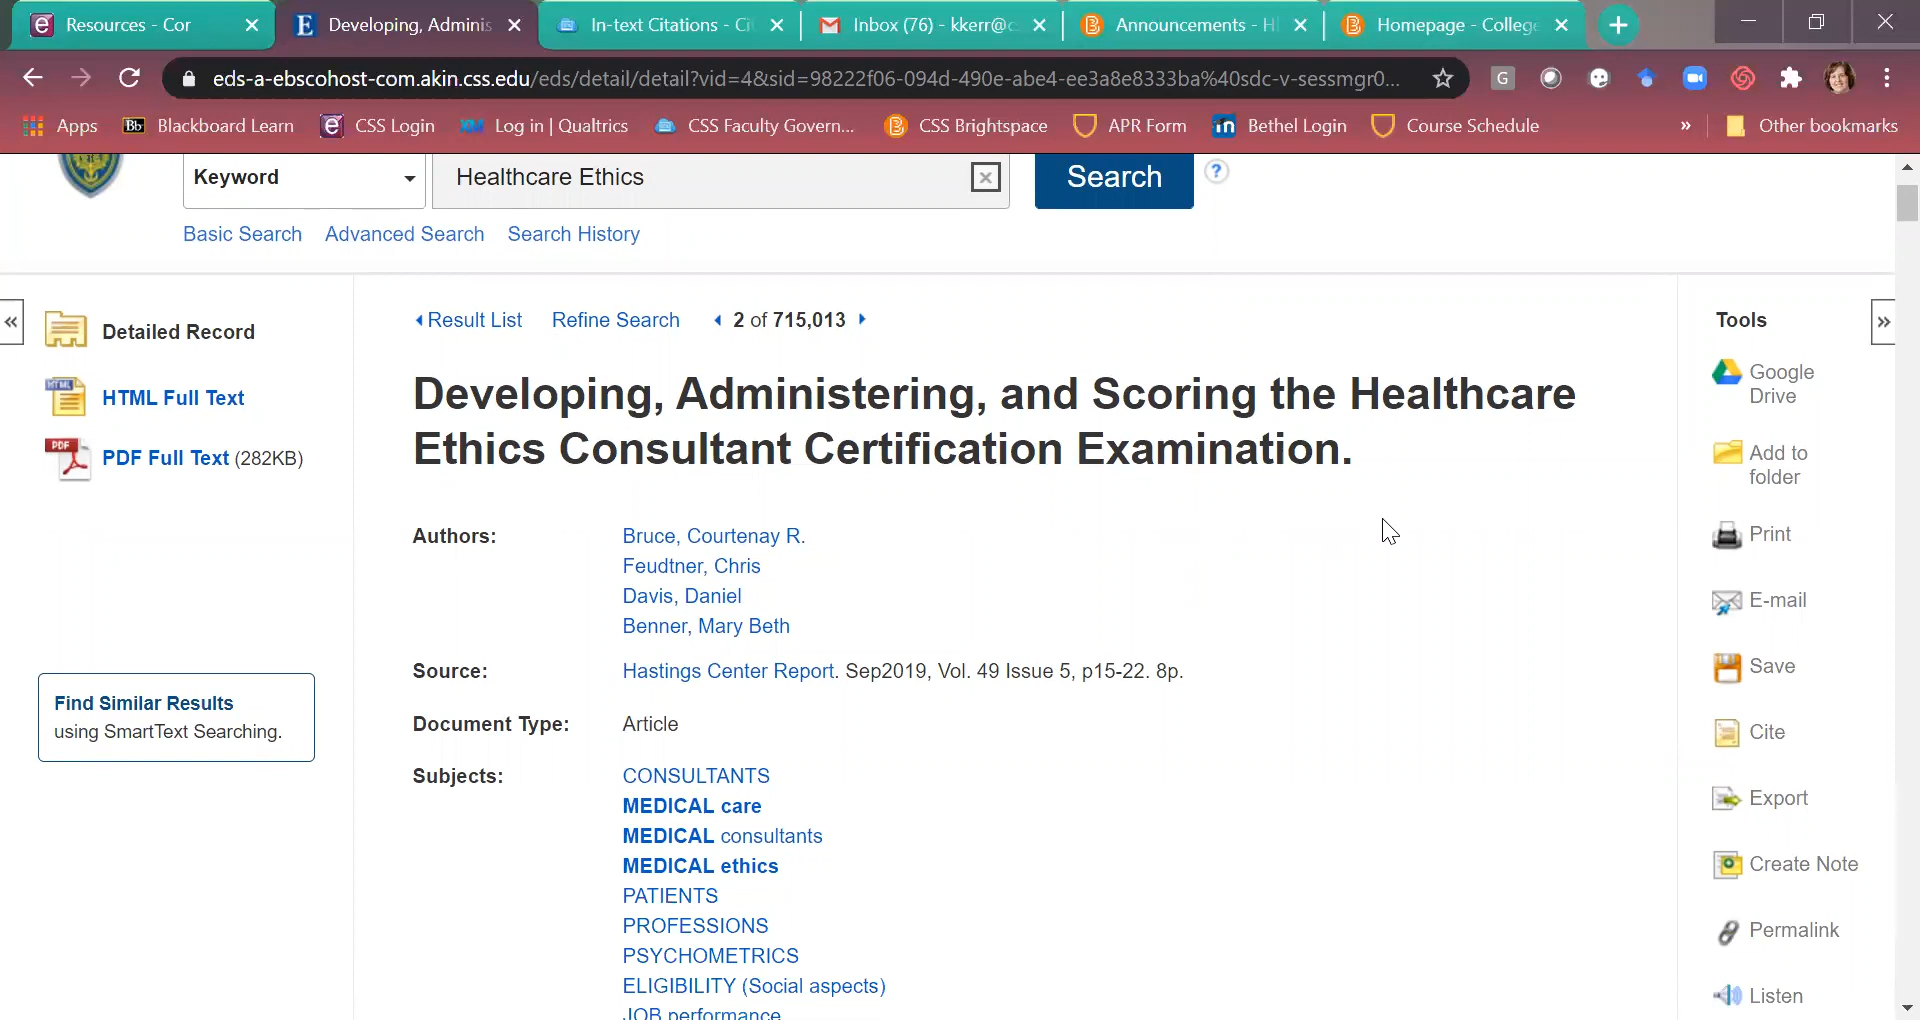 Resources - Cor
Developing, Adminis
In-text Citations - Ci
Inbox (76) - kkerr@c
Announcements - H
Homepage - College
eds-a-ebscohost-com.akin.css.edu/eds/detail/detail?vid=4&sid=98222f06-094d-490e-abe4-ee3a8e8333ba%40sdc-v-sessmgr0...
Apps
Blackboard Learn
CSS Login
Log in | Qualtrics
CSS Faculty Govern...
CSS Brightspace
APR Form
Bethel Login
Course Schedule
»
Other bookmarks
Keyword
Healthcare Ethics
Search
?
Basic Search
Advanced Search
Search History
Detailed Record
HTML Full Text
PDF Full Text (282KB)
Find Similar Results
using SmartText Searching.
Result List
Refine Search
2 of 715,013
Developing, Administering, and Scoring the Healthcare
Ethics Consultant Certification Examination.
Authors:
Bruce, Courtenay R.
Feudtner, Chris
Davis, Daniel
Benner, Mary Beth
Source:
Hastings Center Report. Sep2019, Vol. 49 Issue 5, p15-22. 8p.
Document Type:
Article
Subjects:
CONSULTANTS
MEDICAL care
MEDICAL consultants
MEDICAL ethics
PATIENTS
PROFESSIONS
PSYCHOMETRICS
ELIGIBILITY (Social aspects)
JOB performance
Tools
Google
Drive
Add to
folder
Print
E-mail
Save
Cite
Export
Create Note
Permalink
Listen